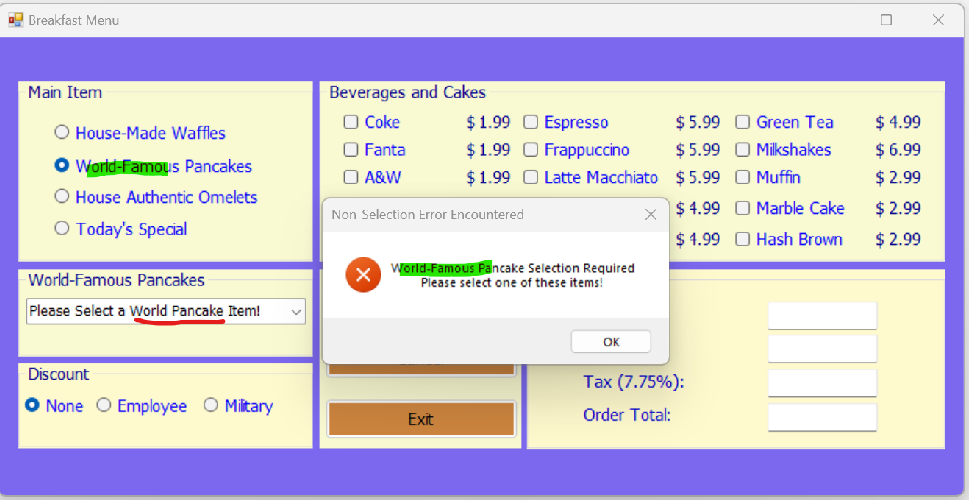 Breakfast Menu
Main Item
House-Made Waffles
World-Famous Pancakes
House Authentic Omelets
Today's Special
Beverages and Cakes
Coke $ 1.99 Espresso $ 5.99 Green Tea $ 4.99
Fanta $ 1.99 Frappuccino $ 5.99 Milkshakes $ 6.99
A&W $ 1.99 Latte Macchiato $ 5.99 Muffin $ 2.99
$ 4.99 Marble Cake $ 2.99
$ 4.99 Hash Brown $ 2.99
Non-Selection Error Encountered
World-Famous Pancake Selection Required
Please select one of these items!
OK
World-Famous Pancakes
Please Select a World Pancake Item!
Discount
None Employee Military
Exit
Tax (7.75%):
Order Total: